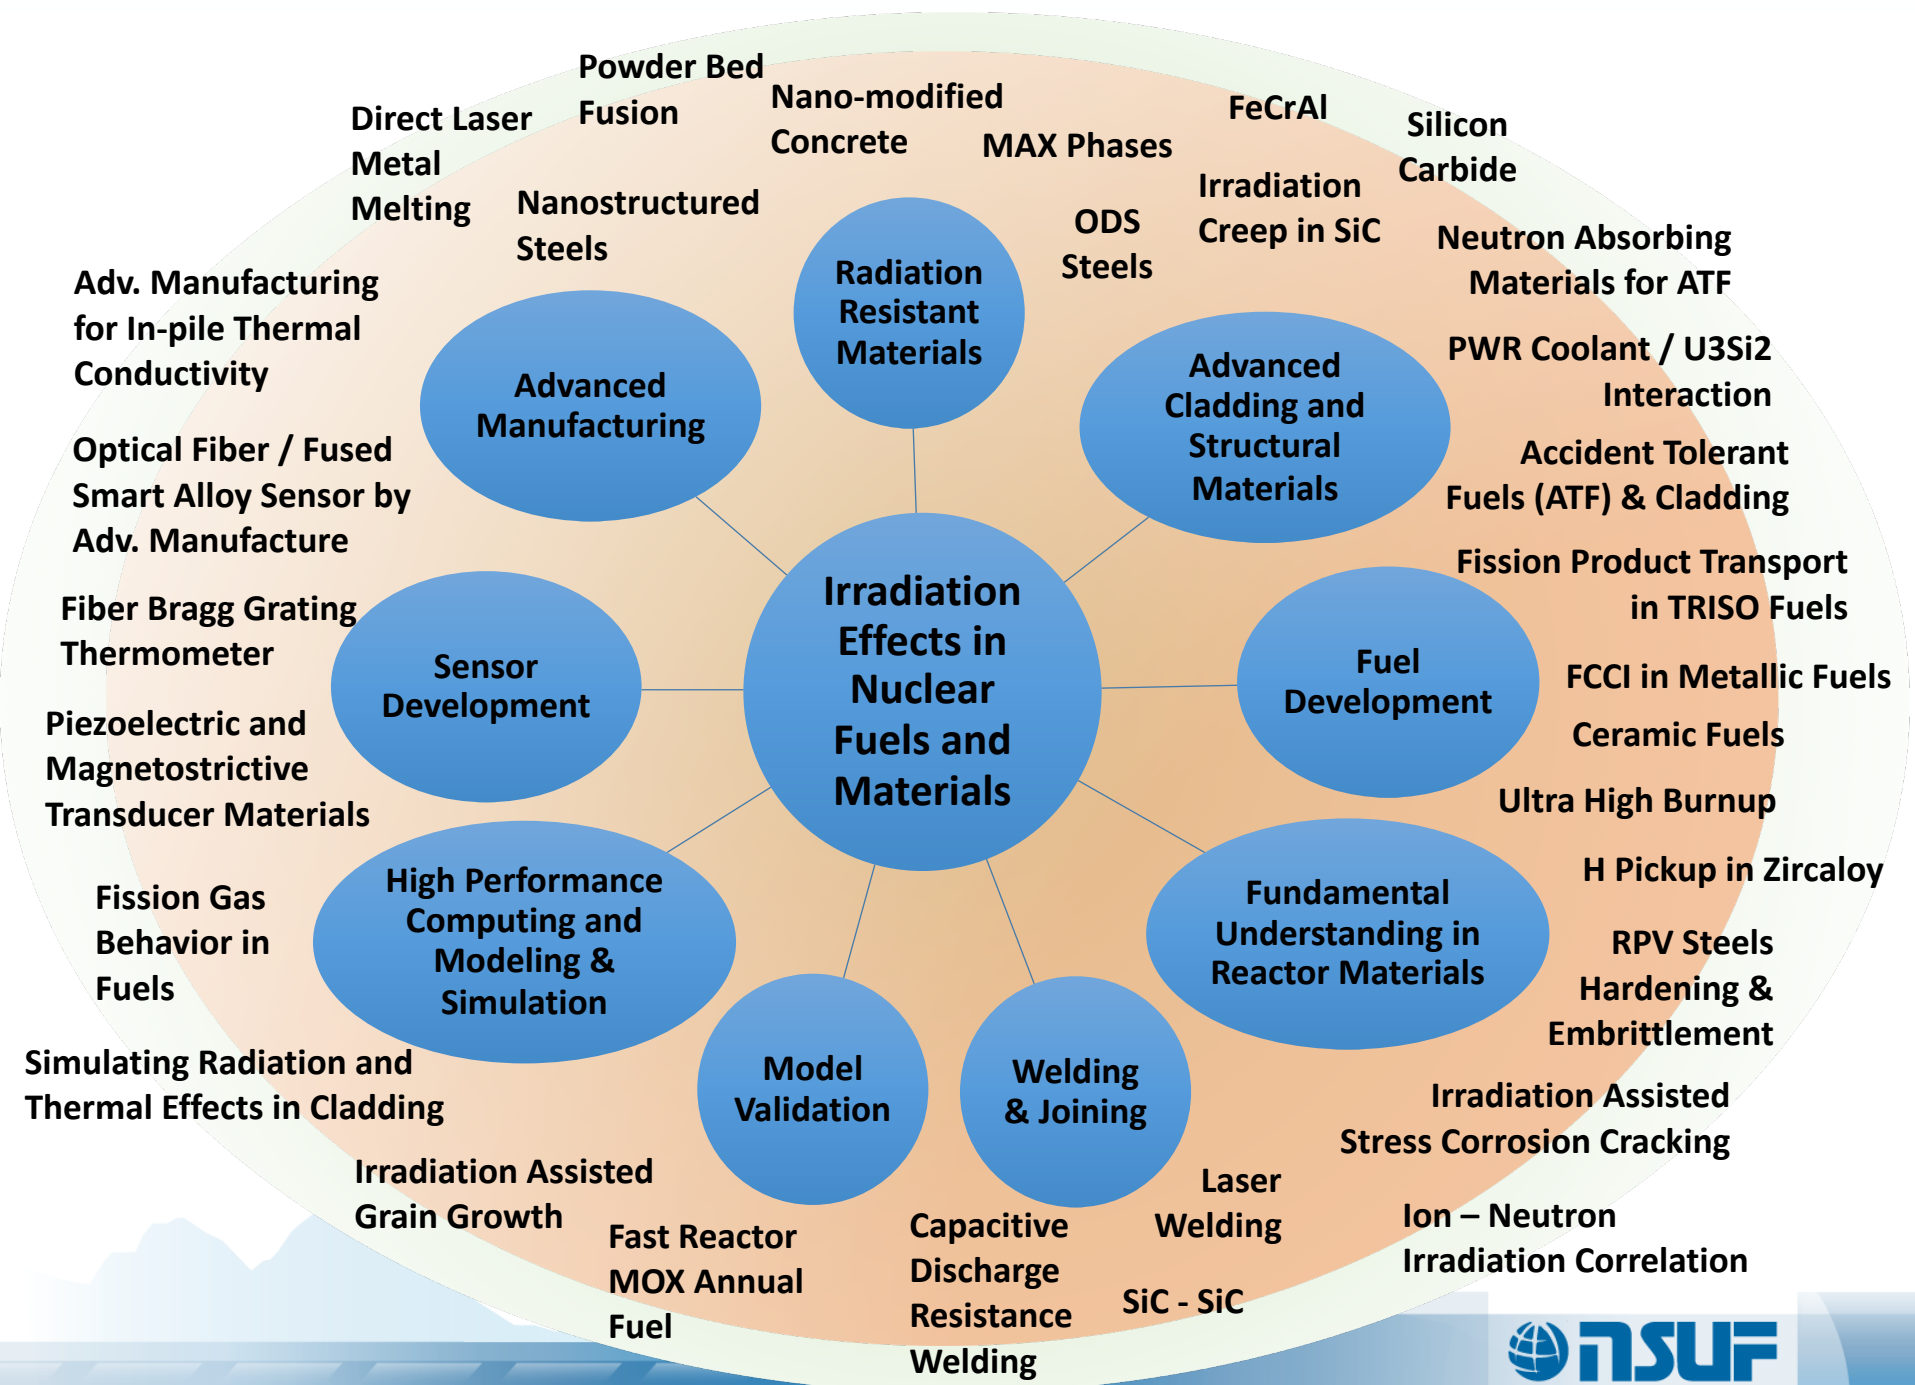 Powder Bed
Fusion
Nano-modified
Concrete
MAX Phases
FeCrAl
Silicon
Carbide
Direct Laser
Metal
Melting
Nanostructured
Steels
ODS
Steels
Irradiation
Creep in SiC
Neutron Absorbing
Materials for ATF
Adv. Manufacturing
for In-pile Thermal
Conductivity
PWR Coolant / U3Si2
Interaction
Optical Fiber / Fused
Smart Alloy Sensor by
Adv. Manufacture
Accident Tolerant
Fuels (ATF) & Cladding
Fiber Bragg Grating
Thermometer
Fission Product Transport
in TRISO Fuels
FCCI in Metallic Fuels
Piezoelectric and
Magnetostrictive
Transducer Materials
Ceramic Fuels
Ultra High Burnup
Fission Gas
Behavior in
Fuels
H Pickup in Zircaloy
RPV Steels
Hardening &
Embrittlement
Simulating Radiation and
Thermal Effects in Cladding
Irradiation Assisted
Stress Corrosion Cracking
Irradiation Assisted
Grain Growth
Fast Reactor
MOX Annual
Fuel
Capacitive
Discharge
Resistance
Welding
Laser
Welding
SiC - SiC
Ion – Neutron
Irradiation Correlation
Radiation
Resistant
Materials
Advanced
Manufacturing
Advanced
Cladding and
Structural
Materials
Irradiation
Effects in
Nuclear
Fuels and
Materials
Sensor
Development
Fuel
Development
High Performance
Computing and
Modeling &
Simulation
Fundamental
Understanding in
Reactor Materials
Model
Validation
Welding
& Joining
nsuf